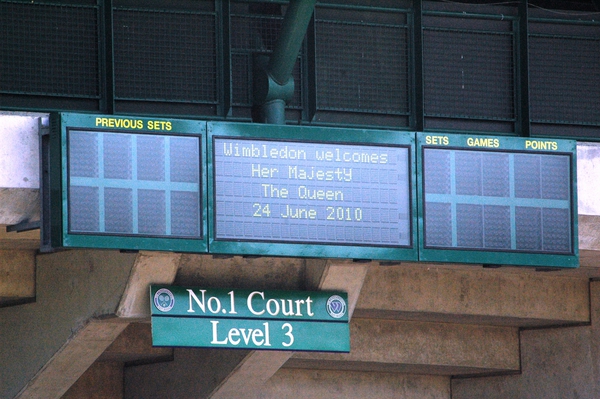 PREVIOUS SETS
Wimbledon welcomes
Her Majesty
The Queen
24 June 2010
SETS GAMES POINTS
No.1 Court
Level 3